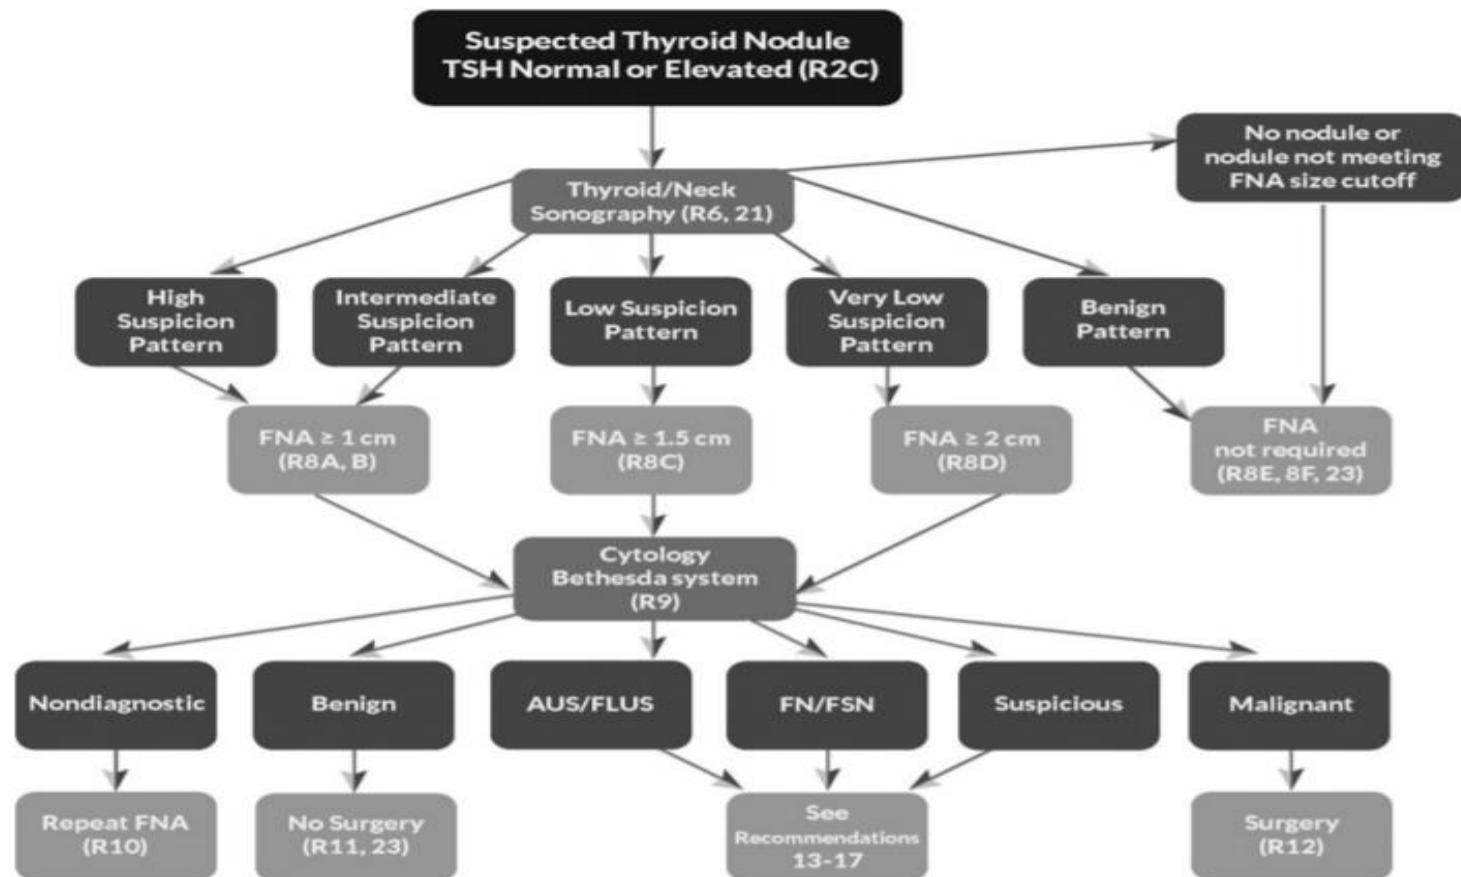 Suspected Thyroid Nodule
TSH Normal or Elevated (R2C)
No nodule or
nodule not meeting
FNA size cutoff
Thyroid/Neck
Sonography (R6, 21)
High
Suspicion
Pattern
Intermediate
Suspicion
Pattern
Low Suspicion
Pattern
Very Low
Suspicion
Pattern
Benign
Pattern
FNA ≥ 1 cm
(R8A, B)
FNA ≥ 1.5 cm
(R8C)
FNA ≥ 2 cm
(R8D)
FNA
not required
(R8E, 8F, 23)
Cytology
Bethesda system
(R9)
Nondiagnostic
Benign
AUS/FLUS
FN/FSN
Suspicious
Malignant
Repeat FNA
(R10)
No Surgery
(R11, 23)
See
Recommendations
13-17
Surgery
(R12)